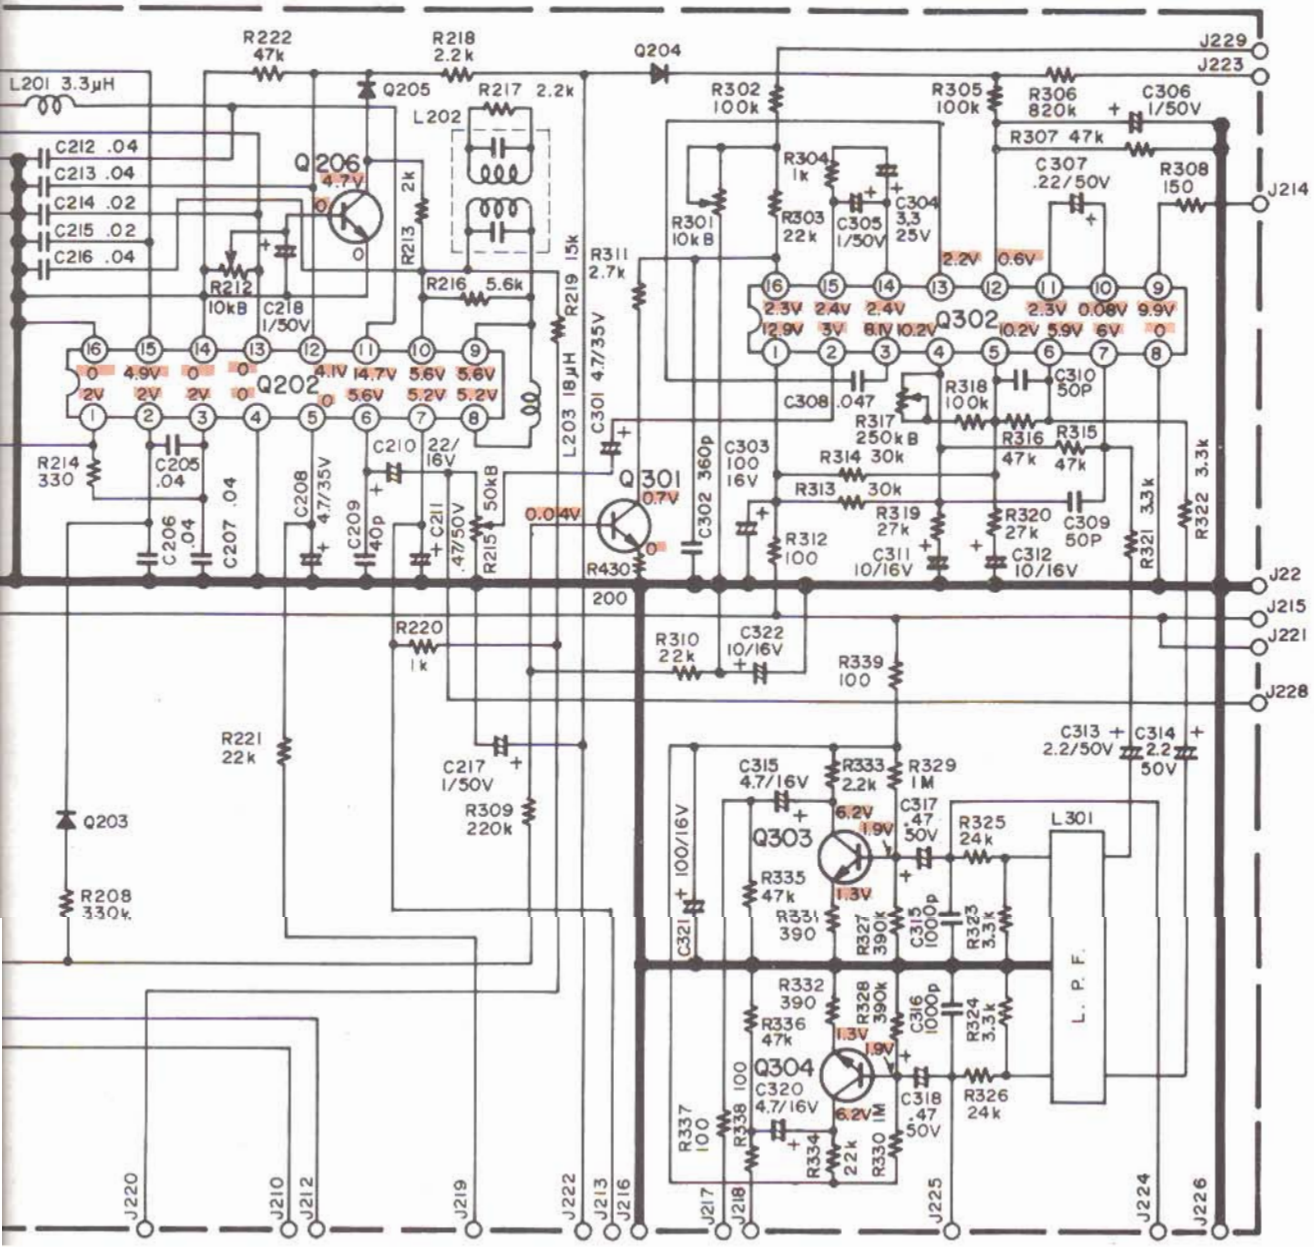 R222
47k
R218
2.2k
Q204
J229
J223
L201 3.3μH
Q205
R217 2.2k
L202
R302
100k
R305
100k
R306
820k
C306
+ 1/50V
R307 47k
C212 .04
C213 .04
C214 .02
C215 .02
C216 .04
Q206
4.7V
0
0
R213 2k
R304
1k
C305
1/50V
+
C304
3.3
25V
+
C307
.22/50V
+
R308
150
J214
R301
10kB
R303
22k
R212
10kB
+
C218
1/50V
R216 5.6k
R219 15k
R311
2.7k
2.2V 0.6V
16 15 14 13 12 11 10 9
2.3V 2.4V 2.4V 2.3V 0.08V 9.9V
12.9V 3V 8.1V 10.2V Q302 10.2V 5.9V 6V 0
1 2 3 4 5 6 7 8
16 15 14 13 12 11 10 9
0 4.9V 0 0 4.1V 14.7V 5.6V 5.6V
2V 2V 2V 0 Q202 0 5.6V 5.2V 5.2V
1 2 3 4 5 6 7 8
L203 18μH
C301 4.7/35V
+
C308 .047
R317
250kB
R318
100k
C310
50P
R316
47k
R315
47k
R214
330
C205
.04
C210
+
22/
16V
C208
4.7/35V
+
C209
40p
C211
.47/50V
+
R215 50kB
Q301
0.7V
0.04V
0
R430
200
C302 360p
C303
100
16V
+
R314 30k
R313 30k
R312
100
R319
27k
R320
27k
C309
50P
R321 3.3k
R322 3.3k
C206
.04
C207 .04
+
C311
10/16V
+
C312
10/16V
J22
J215
J221
J228
R220
1k
R310
22k
C322
10/16V
+
R339
100
R221
22k
C217
1/50V
+
R309
220k
C313 +
2.2/50V
C314 +
2.2
50V
Q203
R208
330k
C315
4.7/16V
+
R333
2.2k
R329
1M
6.2V
1.9V
Q303
1.3V
C317
.47
50V
+
R325
24k
L301
L. P. F.
C321 + 100/16V
R335
47k
R331
390
R327
390k
C315
1000p
R323
3.3k
R332
390
R328
390k
C316
1000p
R324
3.3k
R336
47k
1.3V
1.9V
+
Q304
6.2V
C318
.47
50V
R326
24k
C320
4.7/16V
+
R337
100
R338 100
R334
22k
R330 1M
J220
J210
J212
J219
J222
J213
J216
J217
J218
J225
J224
J226